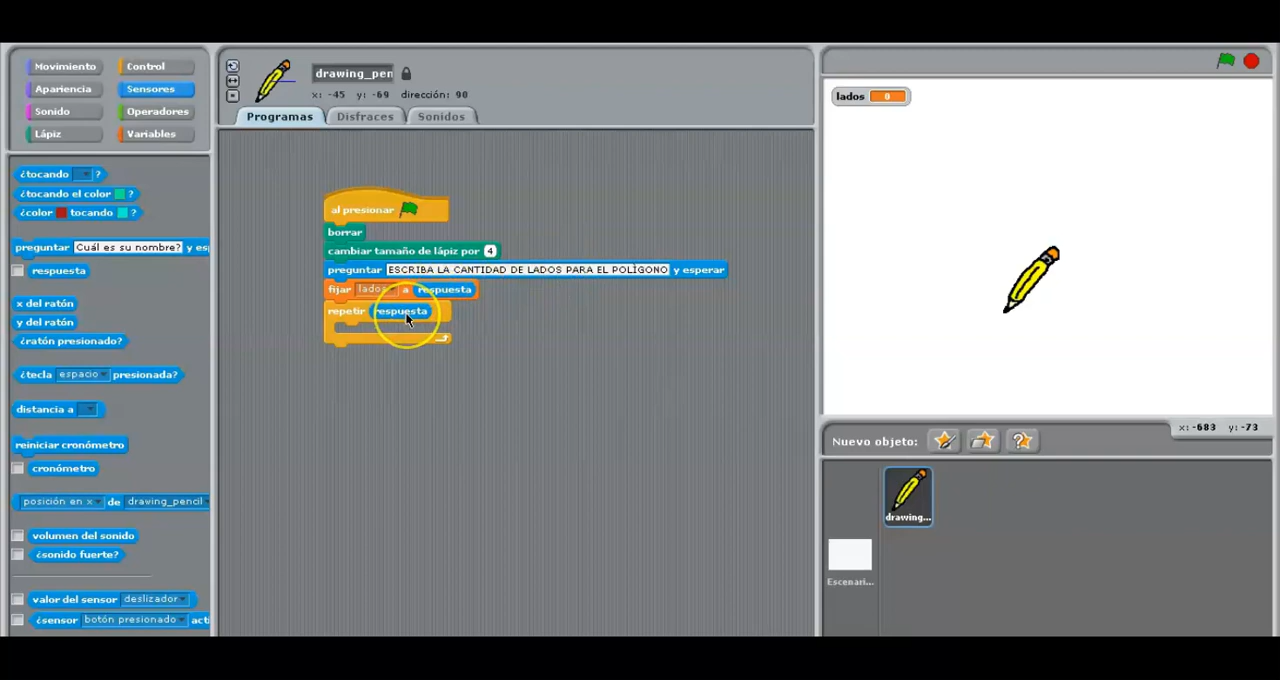 Movimiento
Control
Apariencia
Sensores
Sonido
Operadores
Lápiz
Variables
¿tocando ?
¿tocando el color ?
¿color tocando ?
preguntar Cuál es su nombre? y esp
respuesta
x del ratón
y del ratón
¿ratón presionado?
¿tecla espacio presionada?
distancia a
reiniciar cronómetro
cronómetro
posición en x de drawing_pencil
volumen del sonido
¿sonido fuerte?
valor del sensor deslizador
¿sensor botón presionado acti
drawing_pen
x: -45 y: -69 dirección: 90
Programas
Disfraces
Sonidos
al presionar
borrar
cambiar tamaño de lápiz por 4
preguntar ESCRIBA LA CANTIDAD DE LADOS PARA EL POLÍGONO y esperar
fijar lados a respuesta
repetir respuesta
lados 0
x: -683 y: -73
Nuevo objeto:
drawing...
Escenari...